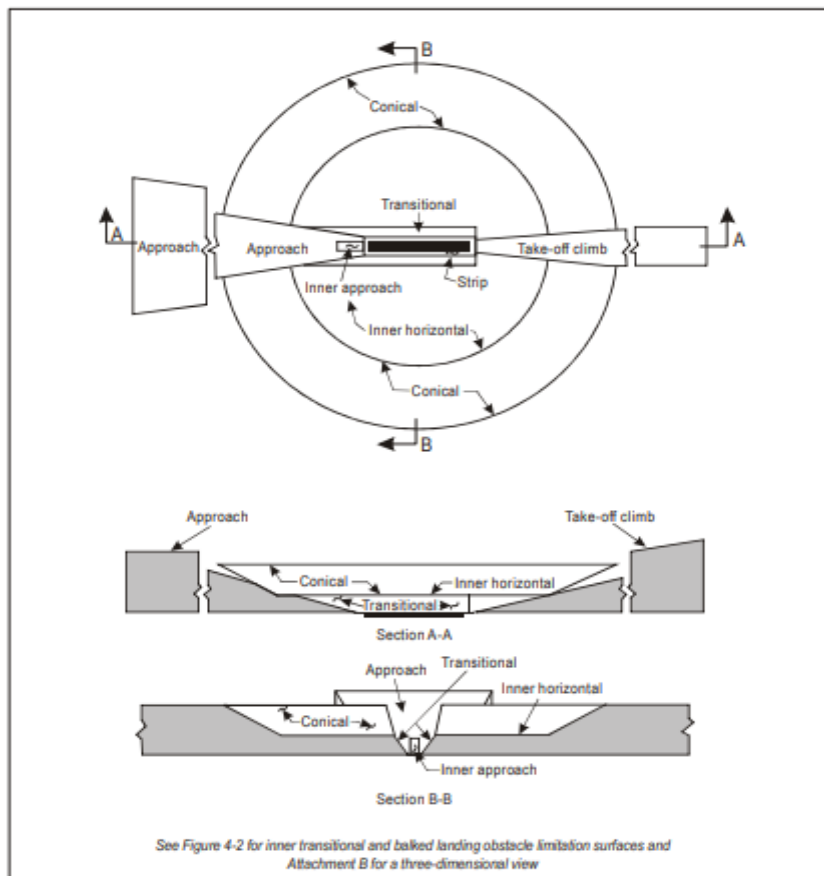 B
Conical
Transitional
A
Approach
Approach
Take-off climb
A
Inner approach
Strip
Inner horizontal
Conical
B
Approach
Take-off climb
Conical
Inner horizontal
Transitional
Section A-A
Transitional
Approach
Inner horizontal
Conical
Inner approach
Section B-B
See Figure 4-2 for inner transitional and balked landing obstacle limitation surfaces and
Attachment B for a three-dimensional view